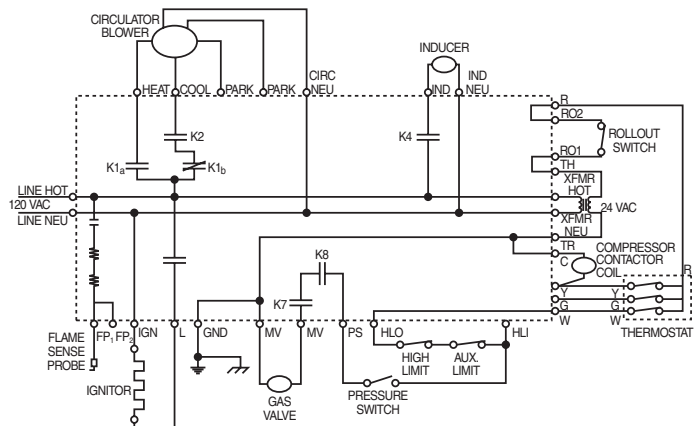 CIRCULATOR
BLOWER
INDUCER
HEAT
COOL
PARK
PARK
CIRC
NEU
IND
IND
NEU
R
RO2
ROLLOUT
SWITCH
K2
K4
K1a
K1b
RO1
TH
XFMR
HOT
LINE HOT
120 VAC
LINE NEU
24 VAC
XFMR
NEU
TR
C
COMPRESSOR
CONTACTOR
COIL
K8
K7
R
Y
Y
G
G
W
W
THERMOSTAT
FP1
FP2
IGN
L
GND
MV
MV
PS
HLO
HLI
FLAME
SENSE
PROBE
HIGH
LIMIT
AUX.
LIMIT
IGNITOR
GAS
VALVE
PRESSURE
SWITCH